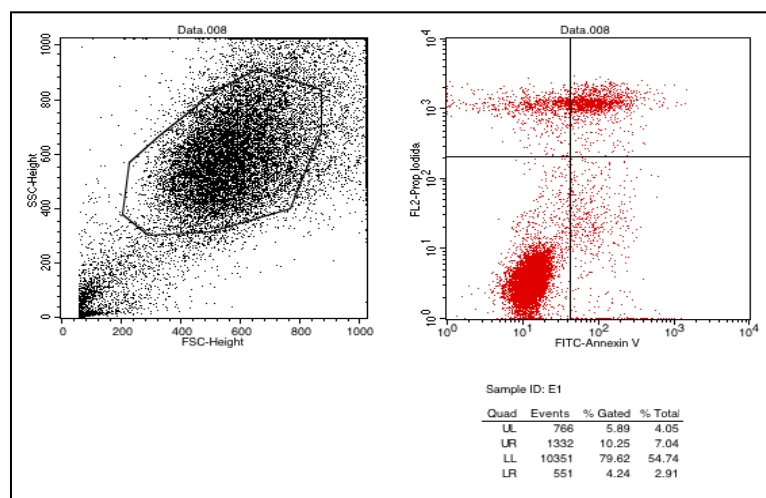 Data.008
1000
800
600
400
200
0
SSC-Height
0 200 400 600 800 1000
FSC-Height
Data.008
10^4
10^3
10^2
10^1
10^0
FL2-Prop_Iodida
10^0 10^1 10^2 10^3 10^4
FITC-Annexin V
Sample ID: E1
Quad Events % Gated % Total
UL 766 5.89 4.05
UR 1332 10.25 7.04
LL 10351 79.62 54.74
LR 551 4.24 2.91